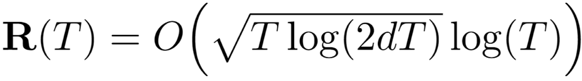 R(T) = O(√(T log(2dT)) log(T))